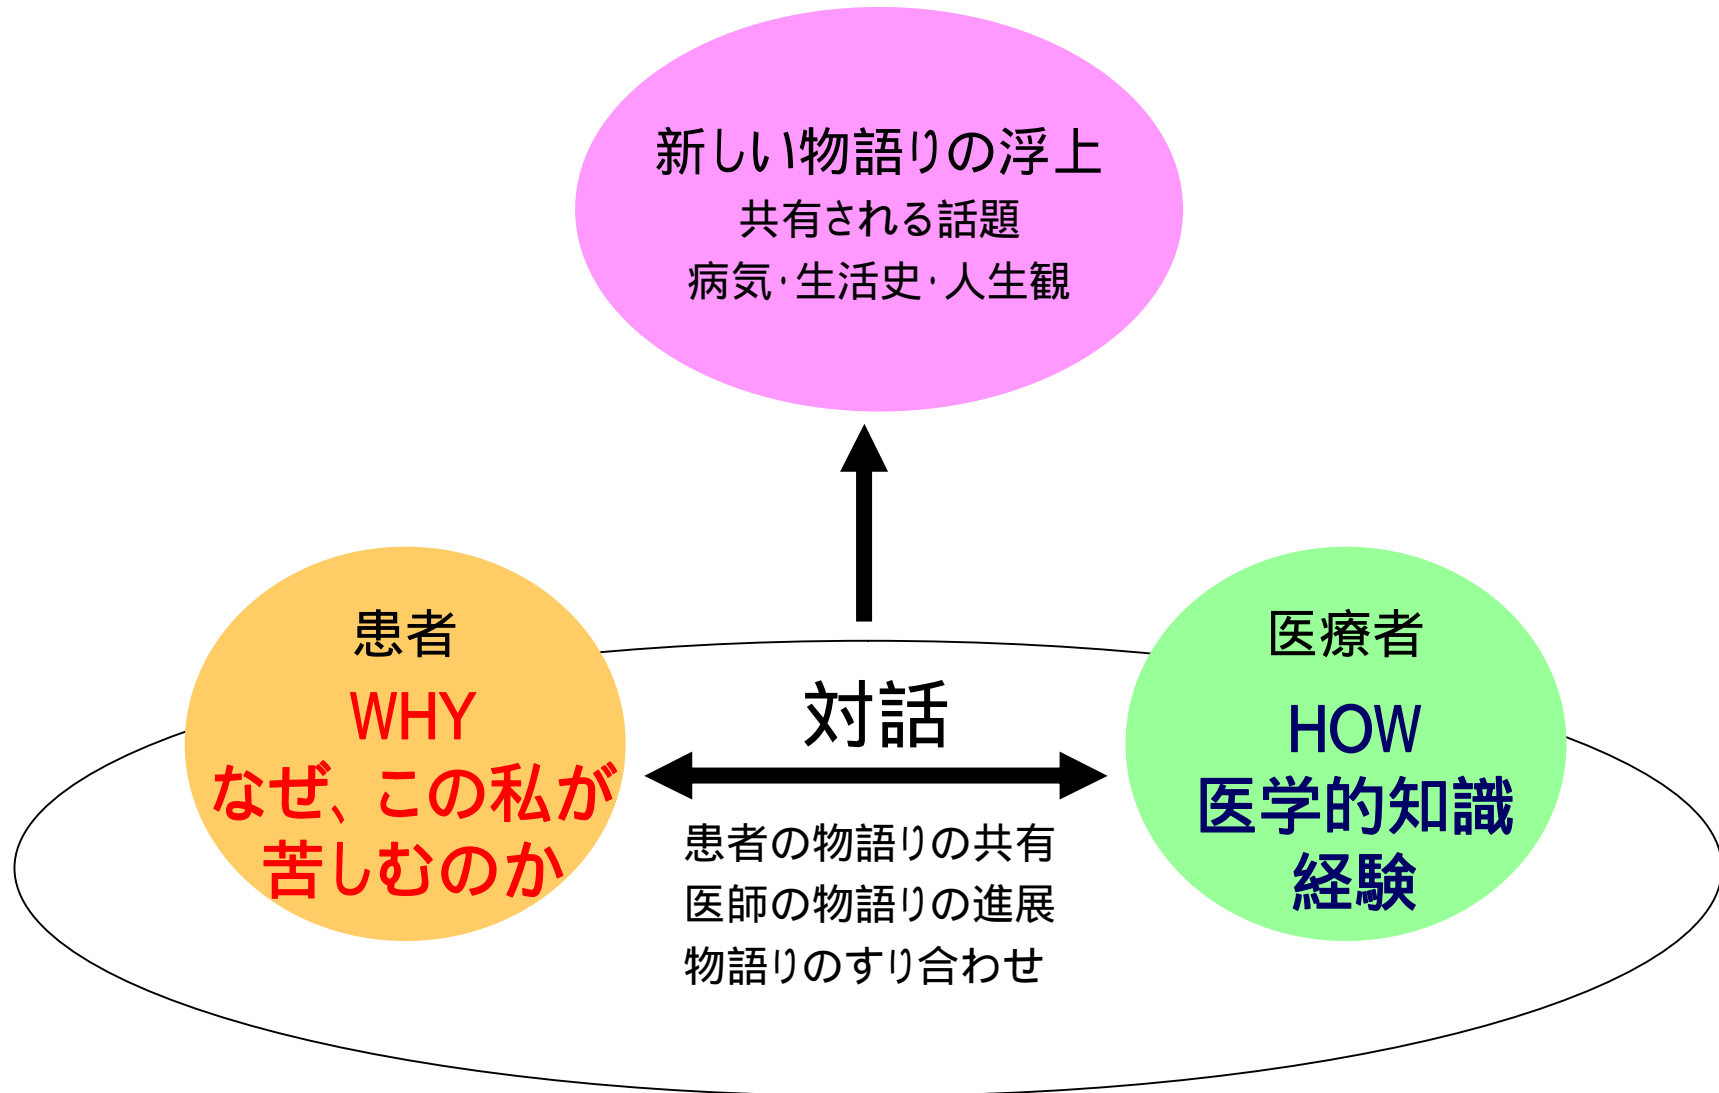 新しい物語りの浮上
共有される話題
病気・生活史・人生観
患者
WHY
なぜ、この私が
苦しむのか
対話
患者の物語りの共有
医師の物語りの進展
物語りのすり合わせ
医療者
HOW
医学的知識
経験